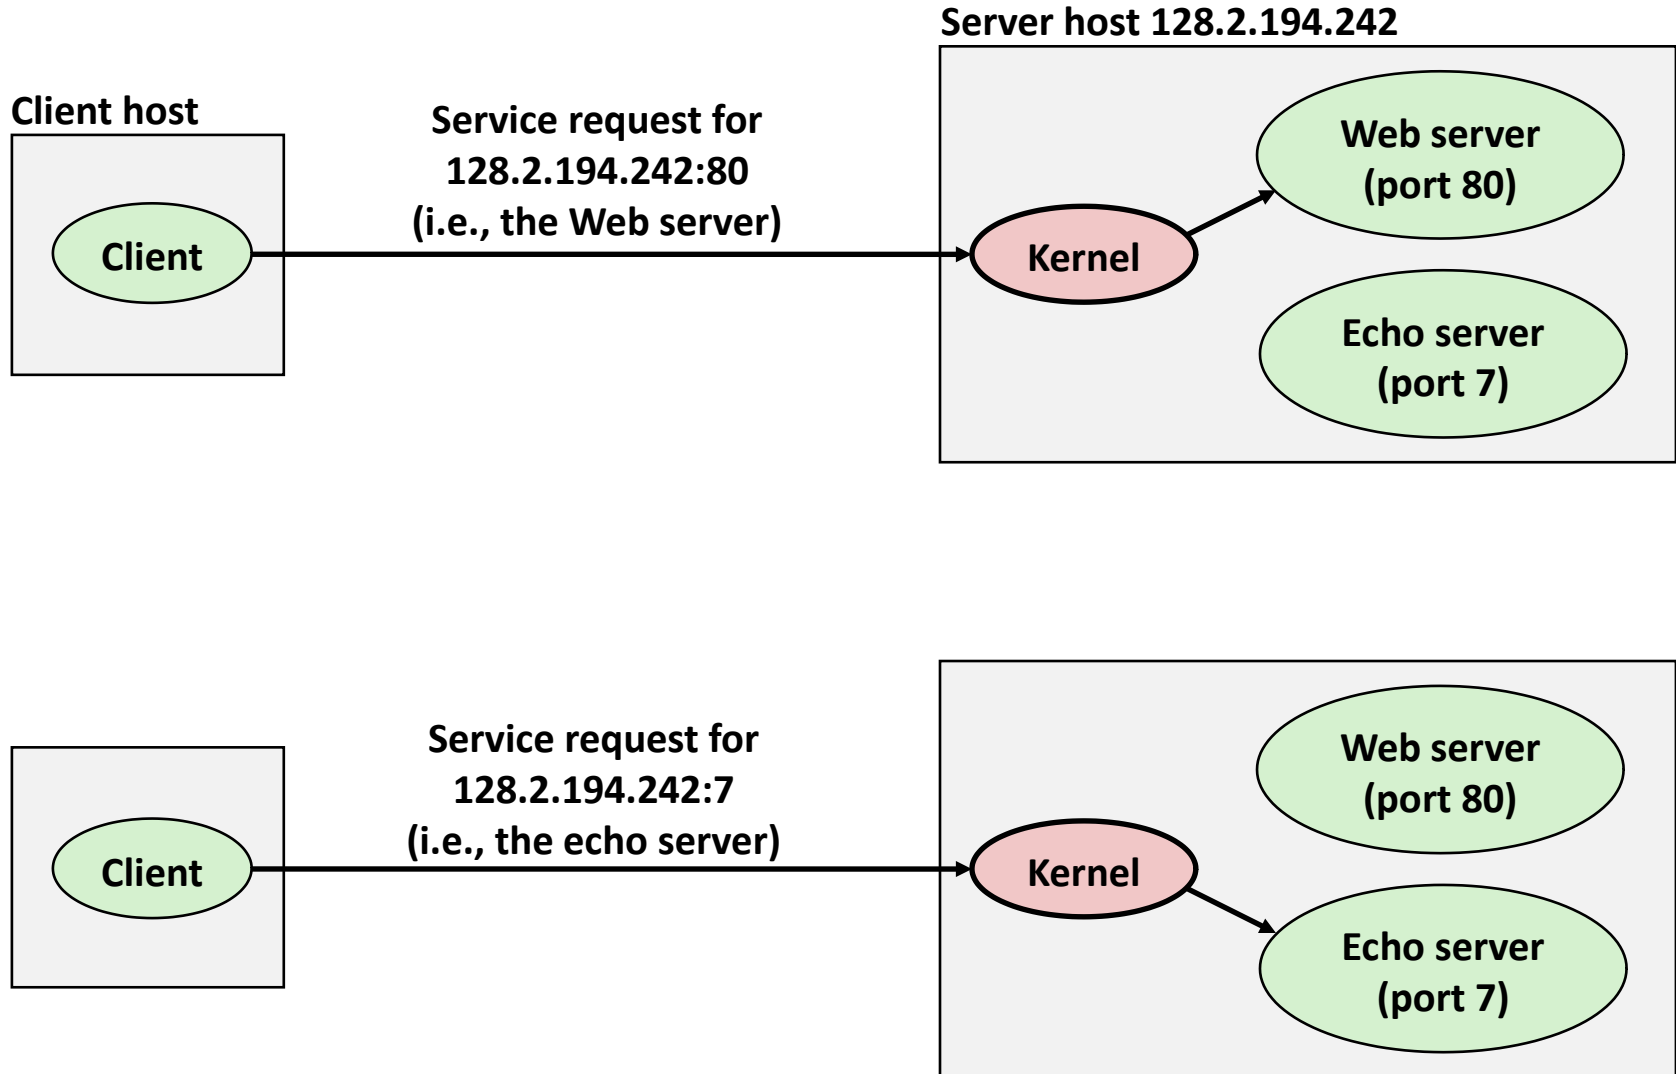 Server host 128.2.194.242
Client host
Service request for
128.2.194.242:80
(i.e., the Web server)
Client
Kernel
Web server
(port 80)
Echo server
(port 7)
Service request for
128.2.194.242:7
(i.e., the echo server)
Client
Kernel
Web server
(port 80)
Echo server
(port 7)